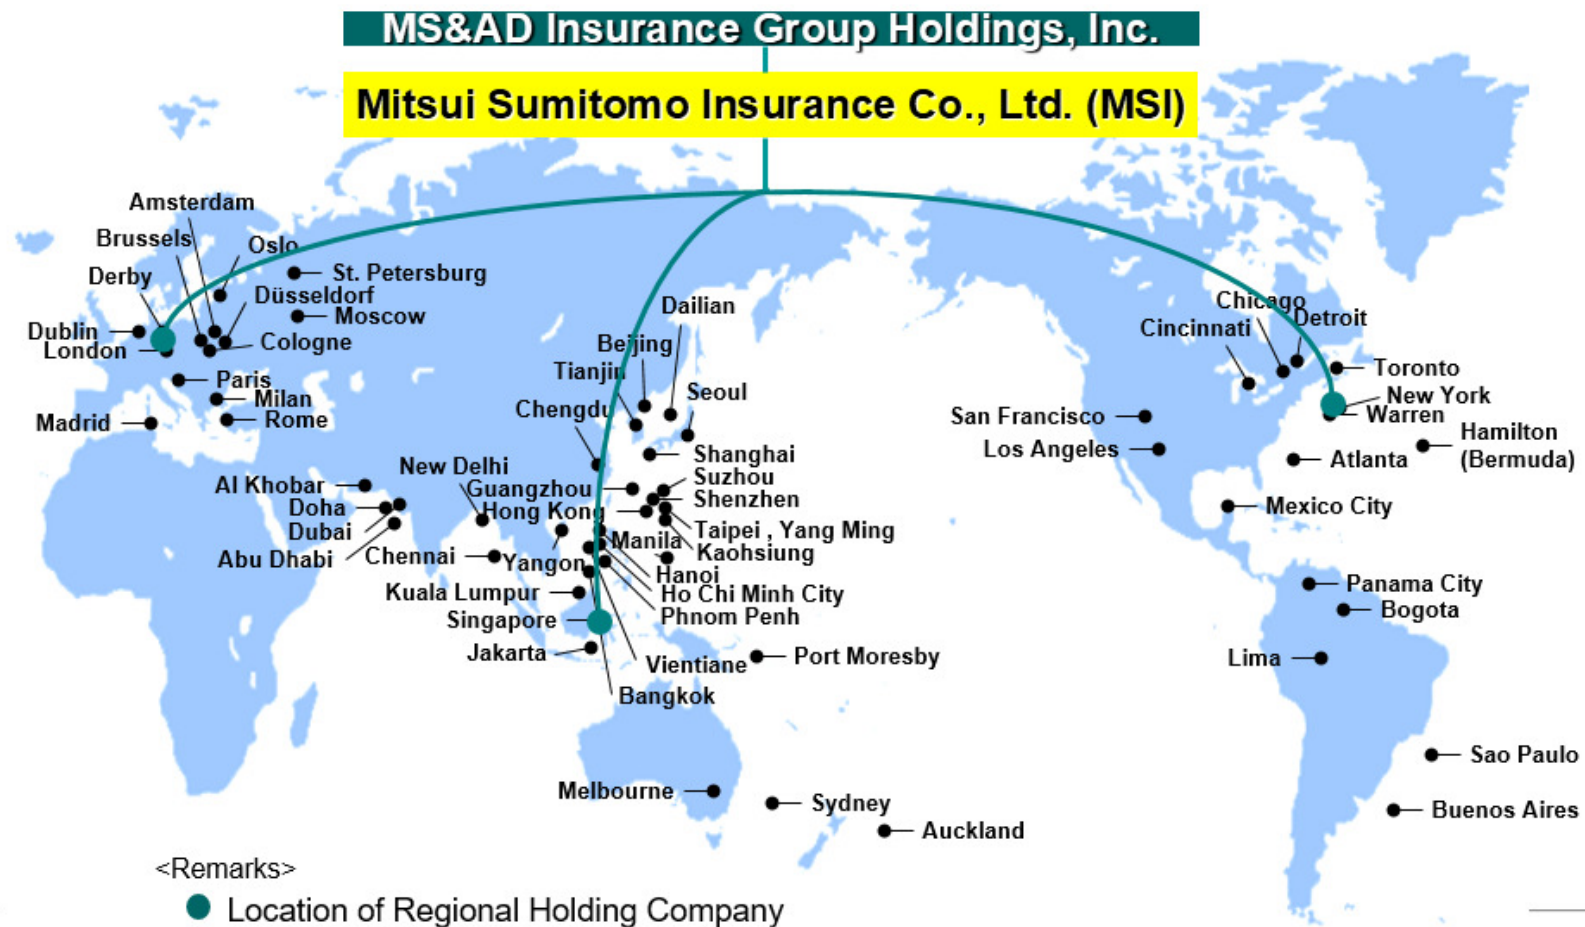 MS&AD Insurance Group Holdings, Inc.
Mitsui Sumitomo Insurance Co., Ltd. (MSI)
Amsterdam
Brussels
Oslo
Derby
St. Petersburg
Düsseldorf
Moscow
Dublin
London
Cologne
Paris
Milan
Madrid
Rome
Dailian
Beijing
Tianjin
Seoul
Chengdu
Shanghai
New Delhi
Suzhou
Al Khobar
Guangzhou
Shenzhen
Doha
Hong Kong
Dubai
Taipei , Yang Ming
Abu Dhabi
Chennai
Yangon
Manila
Kaohsiung
Hanoi
Kuala Lumpur
Ho Chi Minh City
Singapore
Phnom Penh
Jakarta
Vientiane
Port Moresby
Bangkok
Melbourne
Sydney
Auckland
Chicago
Cincinnati
Detroit
Toronto
New York
San Francisco
Warren
Los Angeles
Atlanta
Hamilton
(Bermuda)
Mexico City
Panama City
Bogota
Lima
Sao Paulo
Buenos Aires
<Remarks>
Location of Regional Holding Company